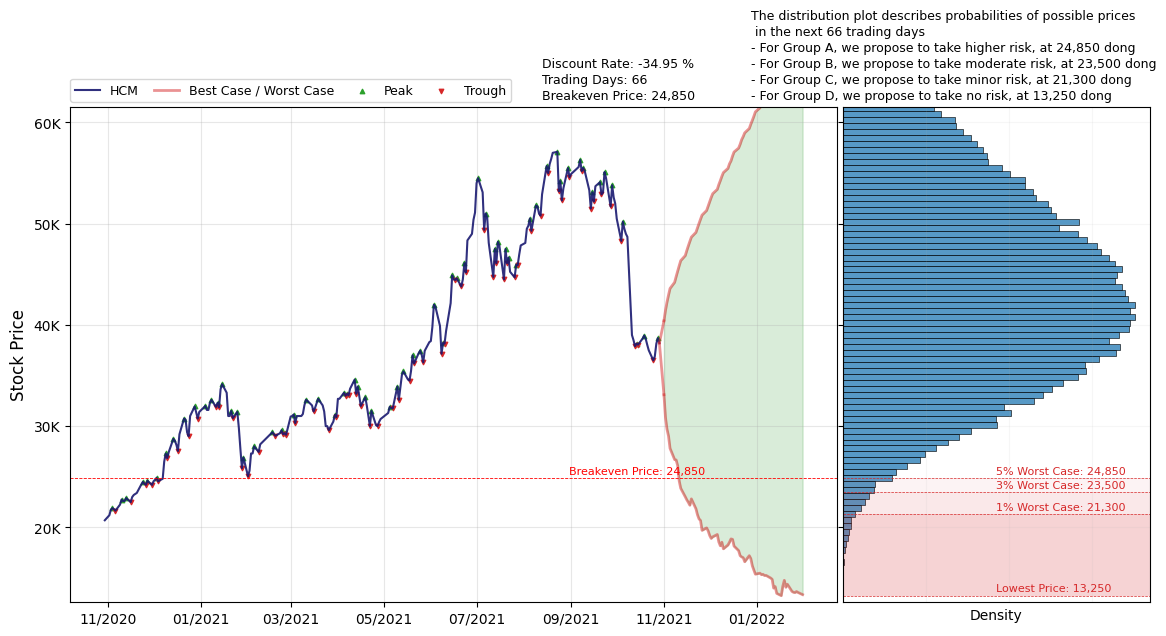 The distribution plot describes probabilities of possible prices
in the next 66 trading days
- For Group A, we propose to take higher risk, at 24,850 dong
- For Group B, we propose to take moderate risk, at 23,500 dong
- For Group C, we propose to take minor risk, at 21,300 dong
- For Group D, we propose to take no risk, at 13,250 dong
Discount Rate: -34.95 %
Trading Days: 66
Breakeven Price: 24,850
HCM
Best Case / Worst Case
Peak
Trough
Stock Price
60K
50K
40K
30K
20K
Breakeven Price: 24,850
5% Worst Case: 24,850
3% Worst Case: 23,500
1% Worst Case: 21,300
Lowest Price: 13,250
11/2020
01/2021
03/2021
05/2021
07/2021
09/2021
11/2021
01/2022
Density